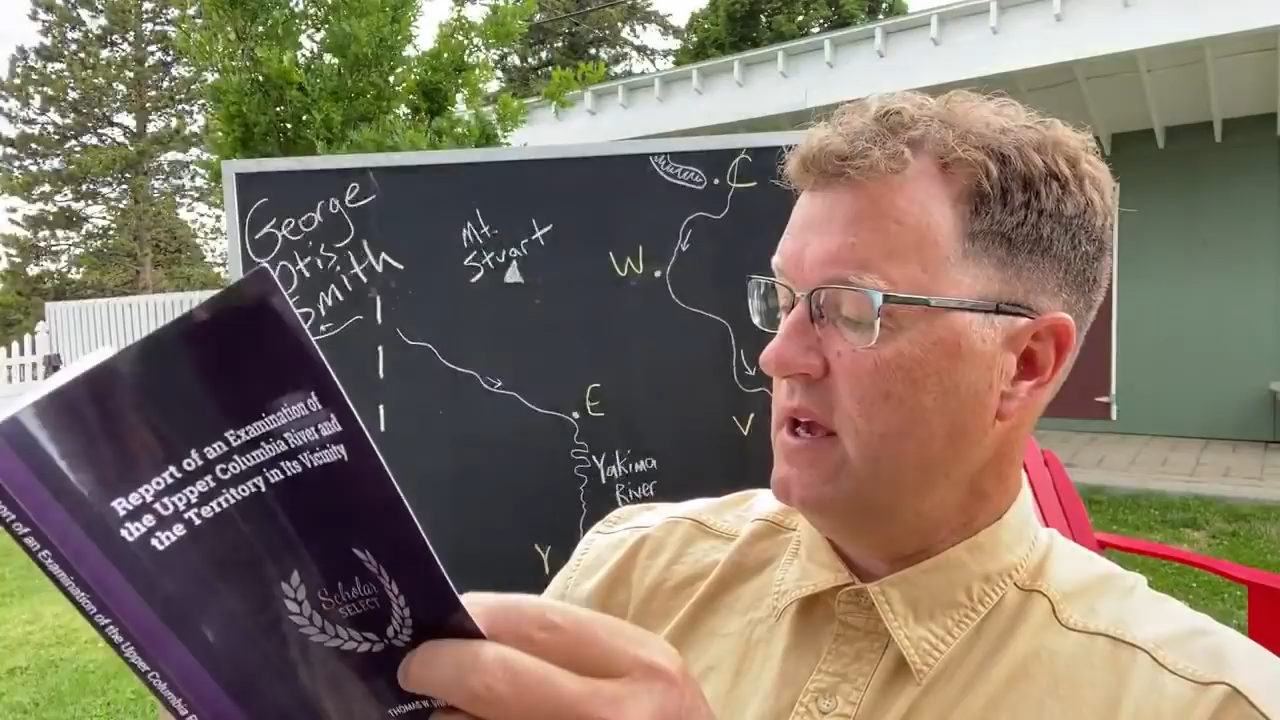 George
Otis
Smith
Mt.
Stuart
C
W.
E
V
Yakima
River
Y
Report of an Examination of
the Upper Columbia River and
the Territory in Its Vicinity
Scholar
SELECT
THOMAS W.
of an Examination of the Upper Columbia